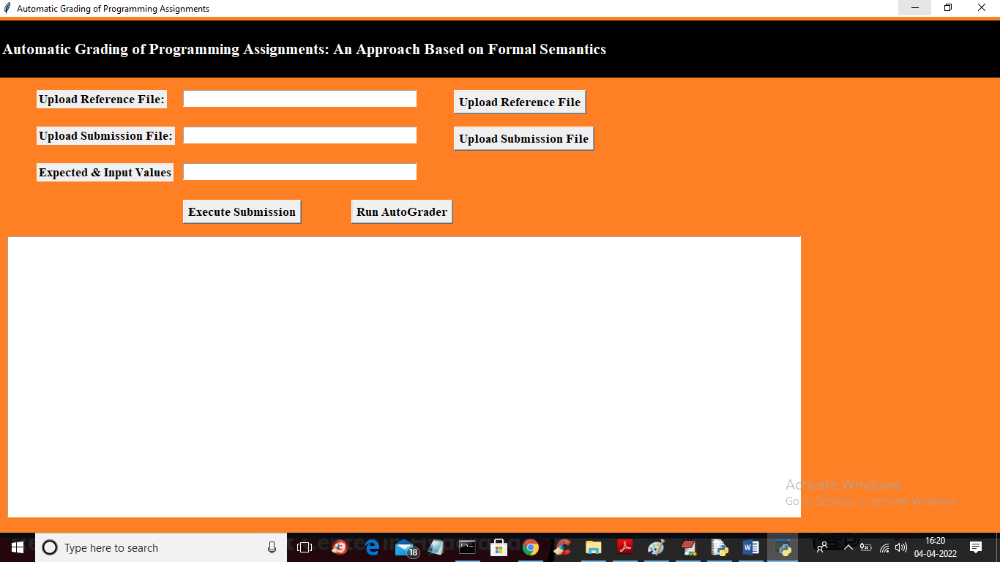 Automatic Grading of Programming Assignments
Automatic Grading of Programming Assignments: An Approach Based on Formal Semantics
Upload Reference File:
Upload Reference File
Upload Submission File:
Upload Submission File
Expected & Input Values
Execute Submission
Run AutoGrader
Activate Windows
Go to Settings to activate Windows.
Type here to search
18
16:20
04-04-2022